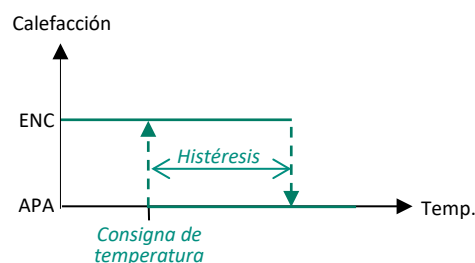 Calefacción
ENC
Histéresis
APA
Temp.
Consigna de
temperatura